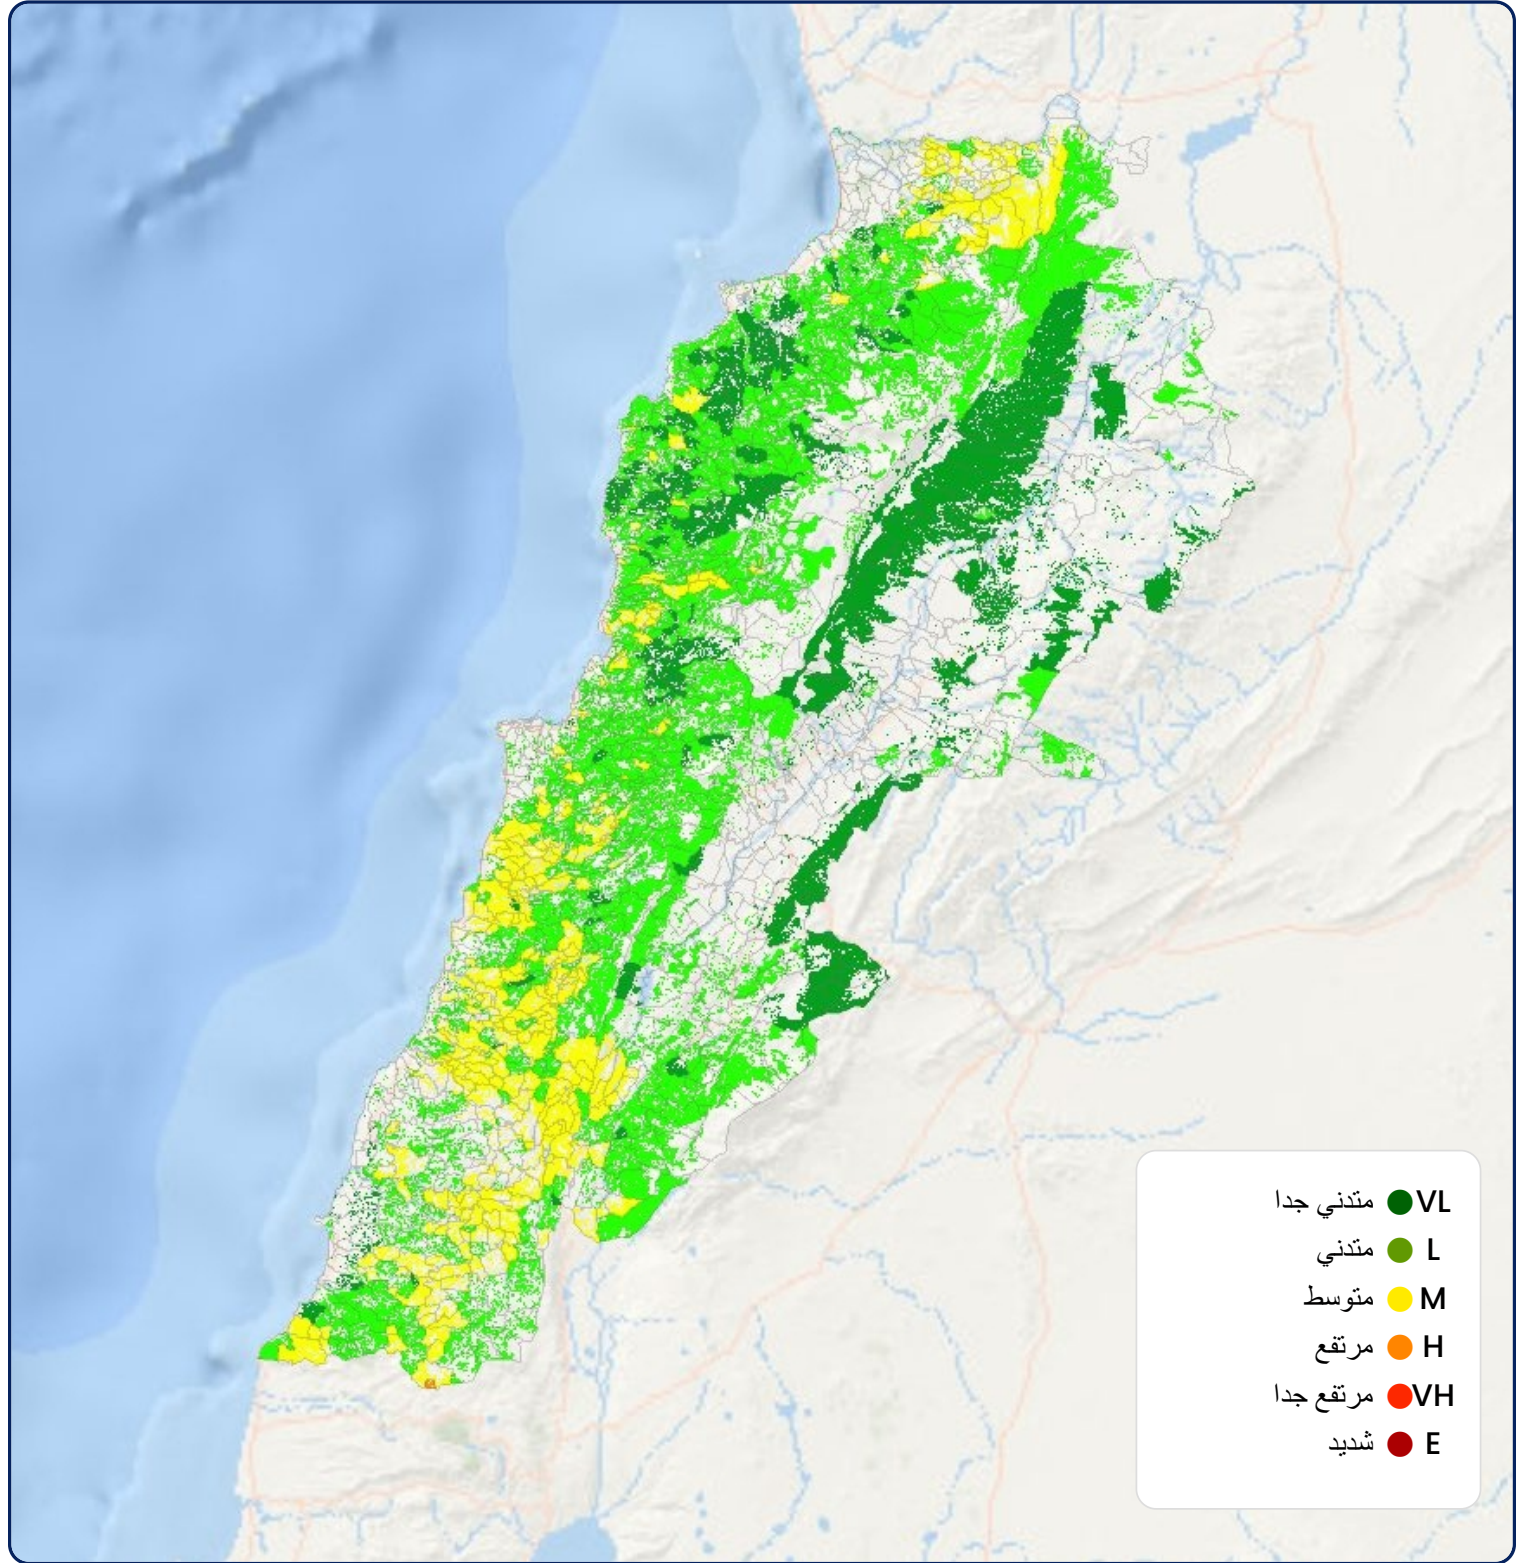 VL متدني جدا
L متدني
M متوسط
H مرتفع
VH مرتفع جدا
E شديد